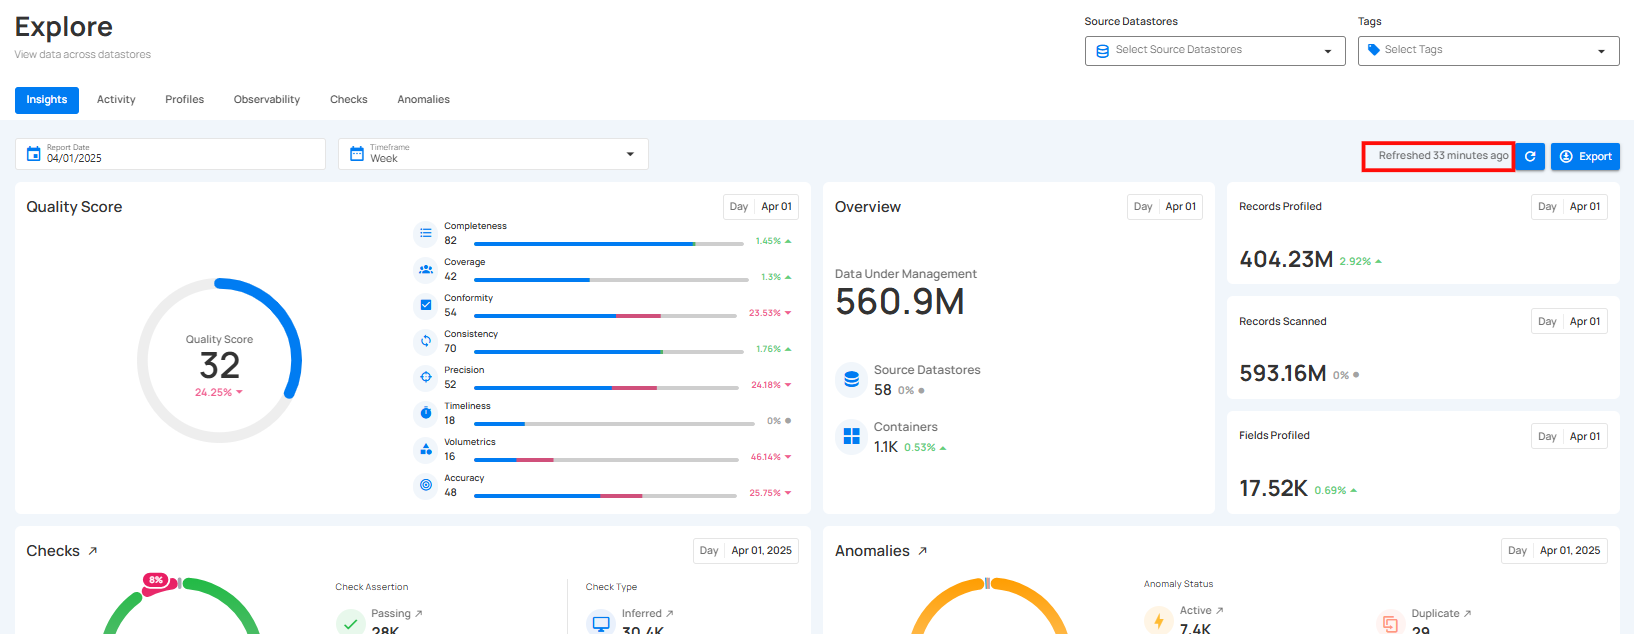 Explore
View data across datastores
Source Datastores
Select Source Datastores
Tags
Select Tags
Insights
Activity
Profiles
Observability
Checks
Anomalies
Report Date
04/01/2025
Timeframe
Week
Refreshed 33 minutes ago
Export
Quality Score
Day Apr 01
Quality Score
32
24.25%
Completeness
82
1.45%
Coverage
42
1.3%
Conformity
54
23.53%
Consistency
70
1.76%
Precision
52
24.18%
Timeliness
18
0%
Volumetrics
16
46.14%
Accuracy
48
25.75%
Overview
Day Apr 01
Data Under Management
560.9M
Source Datastores
58 0%
Containers
1.1K 0.53%
Records Profiled
Day Apr 01
404.23M 2.92%
Records Scanned
Day Apr 01
593.16M 0%
Fields Profiled
Day Apr 01
17.52K 0.69%
Checks
Day Apr 01, 2025
8%
Check Assertion
Passing
28K
Check Type
Inferred
30.4K
Anomalies
Day Apr 01, 2025
Anomaly Status
Active
7.4K
Duplicate
29